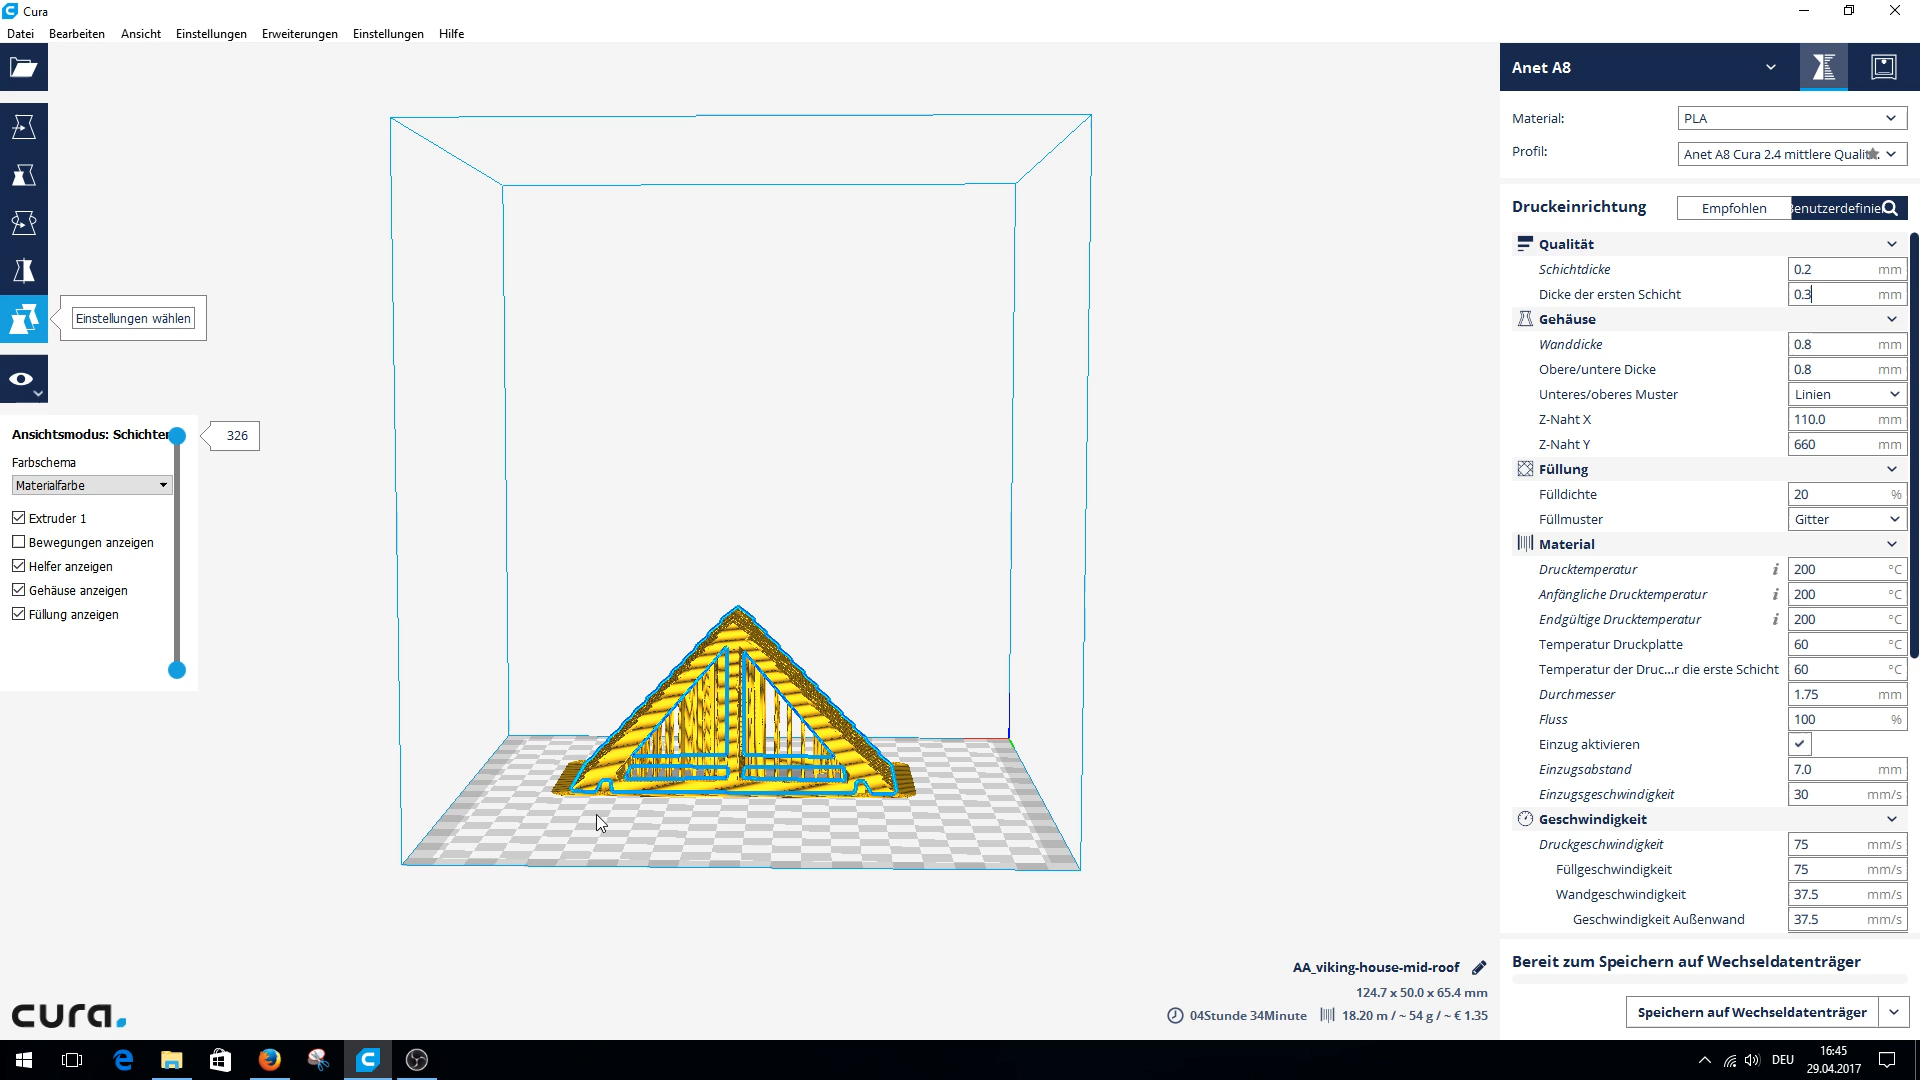 Cura
Datei Bearbeiten Ansicht Einstellungen Erweiterungen Einstellungen Hilfe
Anet A8
Material: PLA
Profil: Anet A8 Cura 2.4 mittlere Qualit
Druckeinrichtung Empfohlen Benutzerdefinie
Qualität
Schichtdicke 0.2 mm
Dicke der ersten Schicht 0.3 mm
Einstellungen wählen
Gehäuse
Wanddicke 0.8 mm
Obere/untere Dicke 0.8 mm
Unteres/oberes Muster Linien
Z-Naht X 110.0 mm
Z-Naht Y 660 mm
Ansichtsmodus: Schichten
326
Farbschema
Materialfarbe
Extruder 1
Bewegungen anzeigen
Helfer anzeigen
Gehäuse anzeigen
Füllung anzeigen
Füllung
Fülldichte 20 %
Füllmuster Gitter
Material
Drucktemperatur i 200 °C
Anfängliche Drucktemperatur i 200 °C
Endgültige Drucktemperatur i 200 °C
Temperatur Druckplatte 60 °C
Temperatur der Druc...r die erste Schicht 60 °C
Durchmesser 1.75 mm
Fluss 100 %
Einzug aktivieren
Einzugsabstand 7.0 mm
Einzugsgeschwindigkeit 30 mm/s
Geschwindigkeit
Druckgeschwindigkeit 75 mm/s
Füllgeschwindigkeit 75 mm/s
Wandgeschwindigkeit 37.5 mm/s
Geschwindigkeit Außenwand 37.5 mm/s
AA_viking-house-mid-roof
124.7 x 50.0 x 65.4 mm
04Stunde 34Minute 18.20 m / ~ 54 g / ~ € 1.35
Bereit zum Speichern auf Wechseldatenträger
Speichern auf Wechseldatenträger
cura.
DEU
16:45
29.04.2017